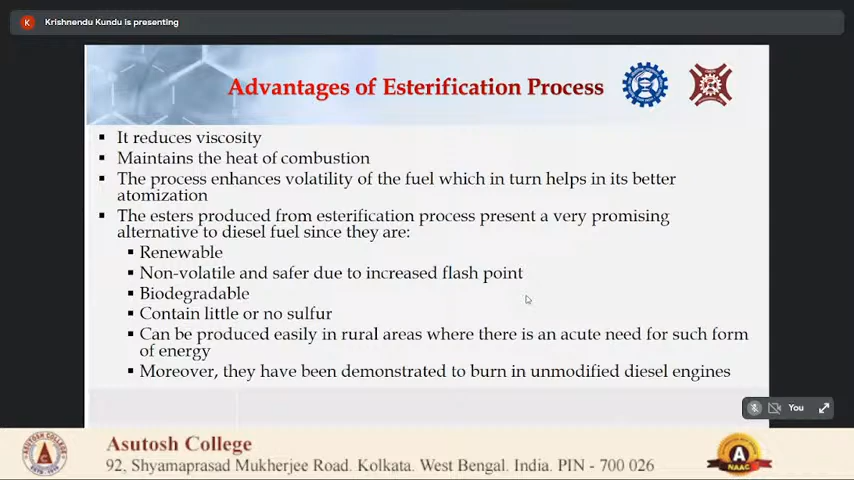 K Krishnendu Kundu is presenting
Advantages of Esterification Process
▪ It reduces viscosity
▪ Maintains the heat of combustion
▪ The process enhances volatility of the fuel which in turn helps in its better
atomization
▪ The esters produced from esterification process present a very promising
alternative to diesel fuel since they are:
▪ Renewable
▪ Non-volatile and safer due to increased flash point
▪ Biodegradable
▪ Contain little or no sulfur
▪ Can be produced easily in rural areas where there is an acute need for such form
of energy
▪ Moreover, they have been demonstrated to burn in unmodified diesel engines
You
Asutosh College
92, Shyamaprasad Mukherjee Road. Kolkata. West Bengal. India. PIN - 700 026
A
NAAC